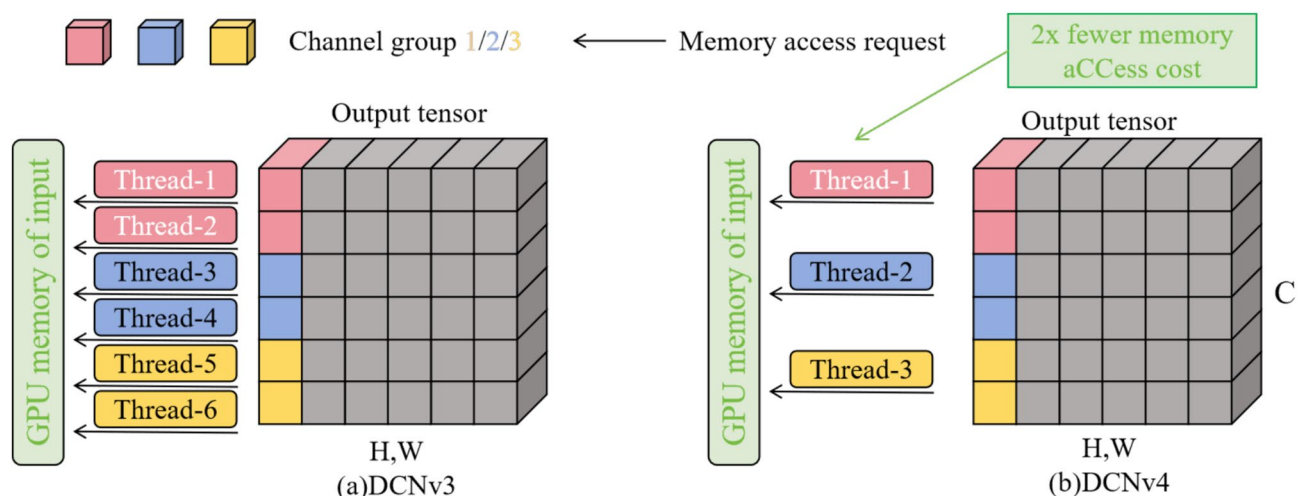 Channel group 1/2/3
Memory access request
2x fewer memory
aCCess cost
Output tensor
GPU memory of input
Thread-1
Thread-2
Thread-3
Thread-4
Thread-5
Thread-6
H,W
(a)DCNv3
Output tensor
GPU memory of input
Thread-1
Thread-2
Thread-3
C
H,W
(b)DCNv4